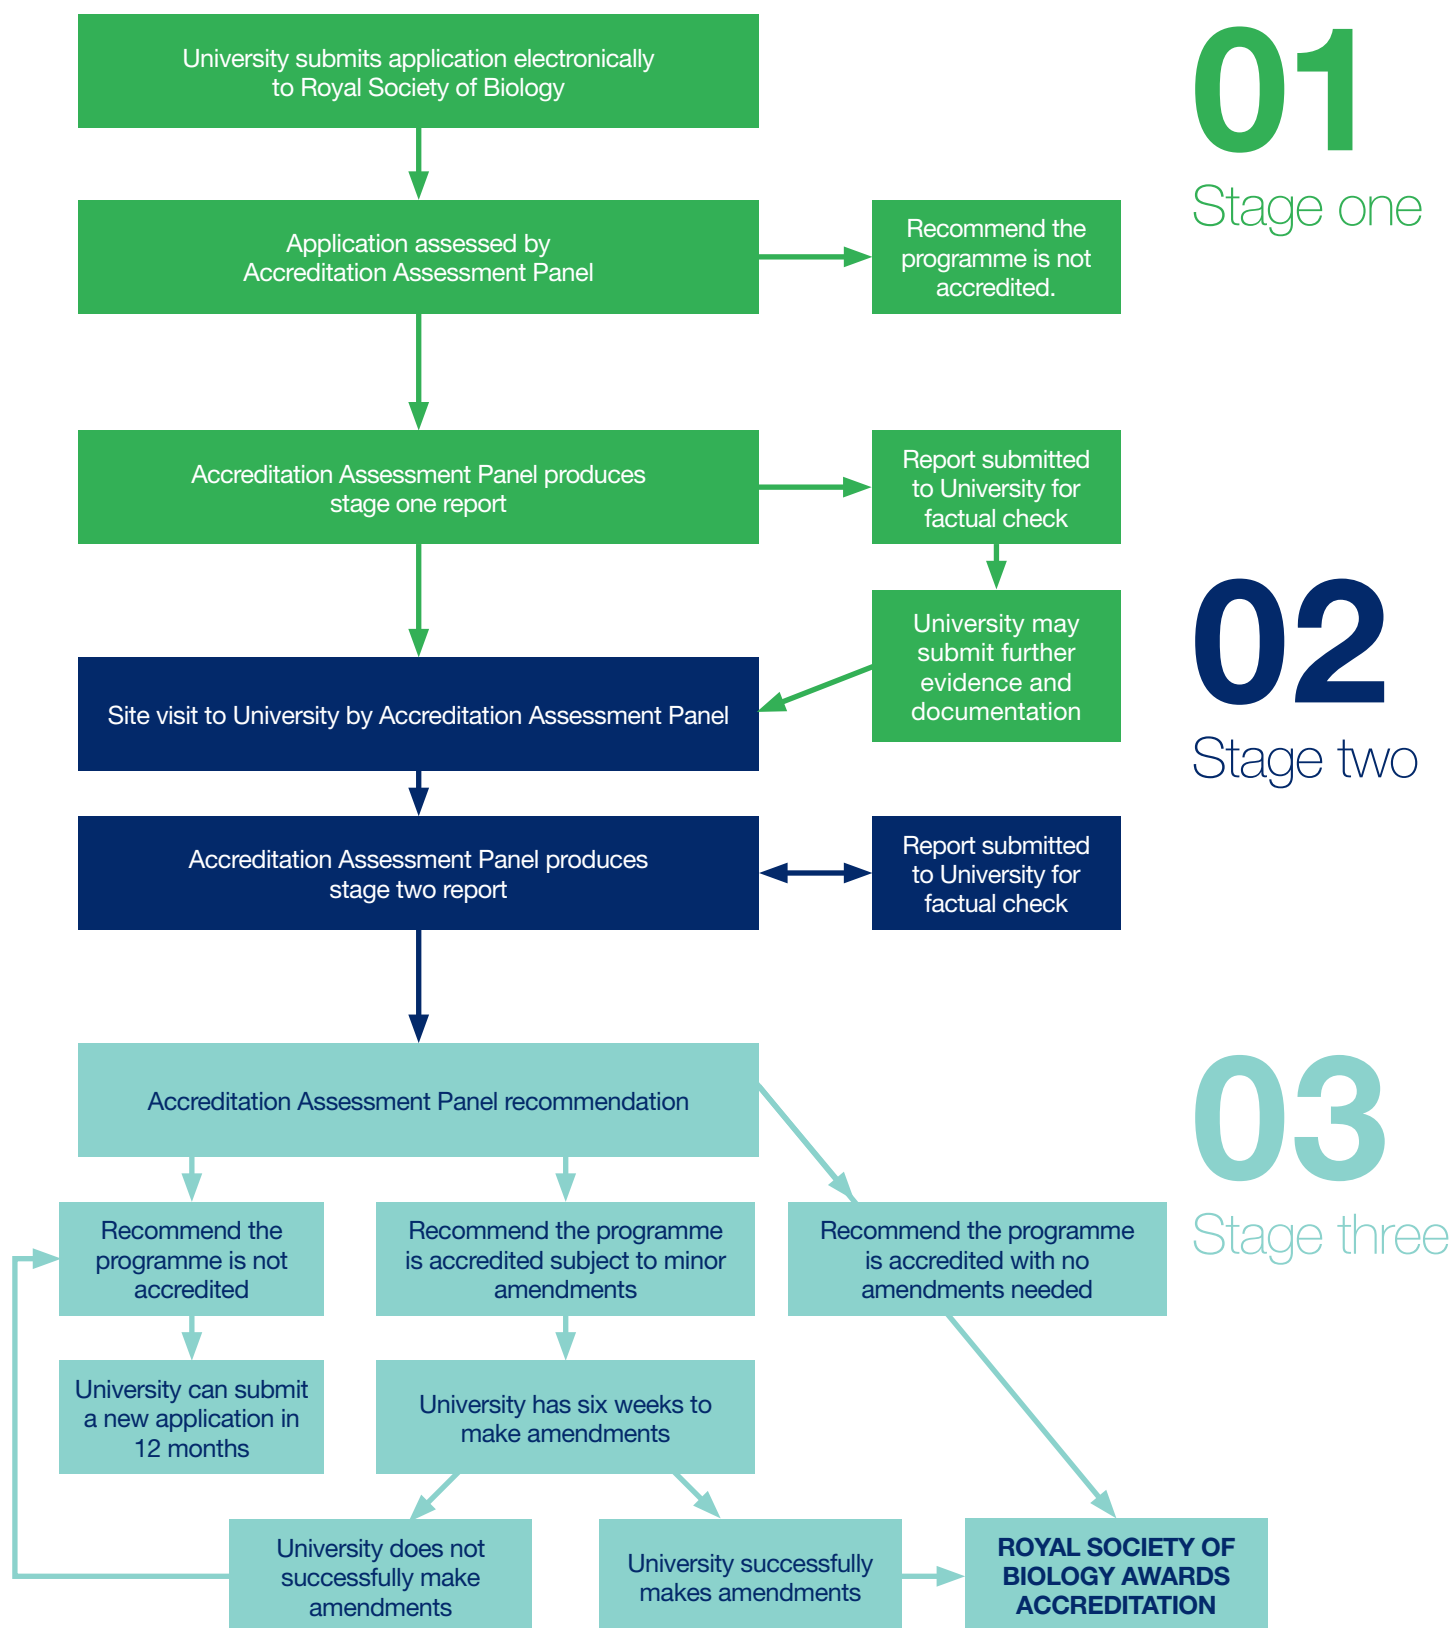 University submits application electronically
to Royal Society of Biology
01
Stage one
Application assessed by
Accreditation Assessment Panel
Recommend the
programme is not
accredited.
Accreditation Assessment Panel produces
stage one report
Report submitted
to University for
factual check
02
Stage two
University may
submit further
evidence and
documentation
Site visit to University by Accreditation Assessment Panel
Accreditation Assessment Panel produces
stage two report
Report submitted
to University for
factual check
03
Stage three
Accreditation Assessment Panel recommendation
Recommend the
programme is not
accredited
Recommend the programme
is accredited subject to minor
amendments
Recommend the programme
is accredited with no
amendments needed
University can submit
a new application in
12 months
University has six weeks to
make amendments
University does not
successfully make
amendments
University successfully
makes amendments
ROYAL SOCIETY OF
BIOLOGY AWARDS
ACCREDITATION